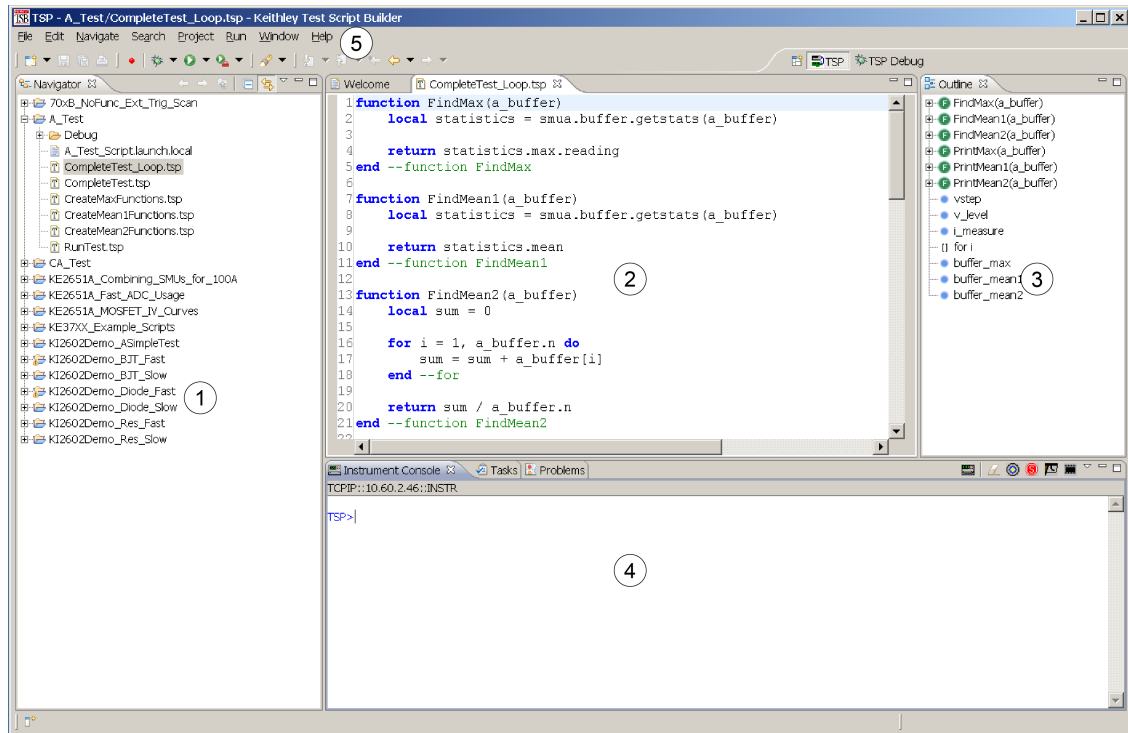 TSP - A_Test/CompleteTest_Loop.tsp - Keithley Test Script Builder
File Edit Navigate Search Project Run Window Help
5
TSP TSP Debug
Navigator
70xB_NoFunc_Ext_Trig_Scan
A_Test
Debug
A_Test_Script.launch.local
CompleteTest_Loop.tsp
CompleteTest.tsp
CreateMaxFunctions.tsp
CreateMean1Functions.tsp
CreateMean2Functions.tsp
RunTest.tsp
CA_Test
KE2651A_Combining_SMUs_for_100A
KE2651A_Fast_ADC_Usage
KE2651A_MOSFET_IV_Curves
KE37XX_Example_Scripts
KI2602Demo_ASimpleTest
KI2602Demo_BJT_Fast
KI2602Demo_BJT_Slow
KI2602Demo_Diode_Fast
KI2602Demo_Diode_Slow
KI2602Demo_Res_Fast
KI2602Demo_Res_Slow
1
Welcome CompleteTest_Loop.tsp
1 function FindMax(a_buffer)
2 local statistics = smua.buffer.getstats(a_buffer)
3
4 return statistics.max.reading
5 end --function FindMax
6
7 function FindMean1(a_buffer)
8 local statistics = smua.buffer.getstats(a_buffer)
9
10 return statistics.mean
11 end --function FindMean1
12
13 function FindMean2(a_buffer)
14 local sum = 0
15
16 for i = 1, a_buffer.n do
17 sum = sum + a_buffer[i]
18 end --for
19
20 return sum / a_buffer.n
21 end --function FindMean2
22
2
Outline
FindMax(a_buffer)
FindMean1(a_buffer)
FindMean2(a_buffer)
PrintMax(a_buffer)
PrintMean1(a_buffer)
PrintMean2(a_buffer)
vstep
v_level
i_measure
for i
buffer_max
buffer_mean1
buffer_mean2
3
Instrument Console Tasks Problems
TCPIP::10.60.2.46::INSTR
TSP>
4